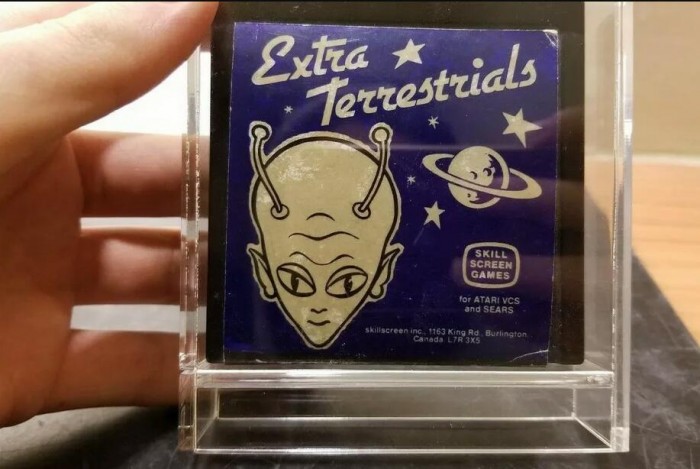 Extra
Terrestrials
SKILL
SCREEN
GAMES
for ATARI VCS
and SEARS
skillscreen inc., 1163 King Rd., Burlington
Canada L7R 3X5